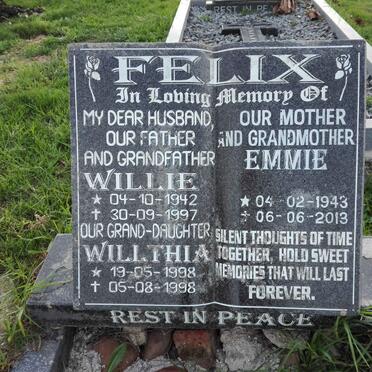 REST IN PEACE
FELIX
In Loving Memory Of
MY DEAR HUSBAND,
OUR FATHER
AND GRANDFATHER
WILLIE
★ 04-10-1942
✝ 30-09-1997
OUR GRAND-DAUGHTER
WILLTHIA
★ 19-05-1998
✝ 05-08-1998
OUR MOTHER
AND GRANDMOTHER
EMMIE
★ 04-02-1943
✝ 06-06-2013
SILENT THOUGHTS OF TIME
TOGETHER, HOLD SWEET
MEMORIES THAT WILL LAST
FOREVER.
REST IN PEACE